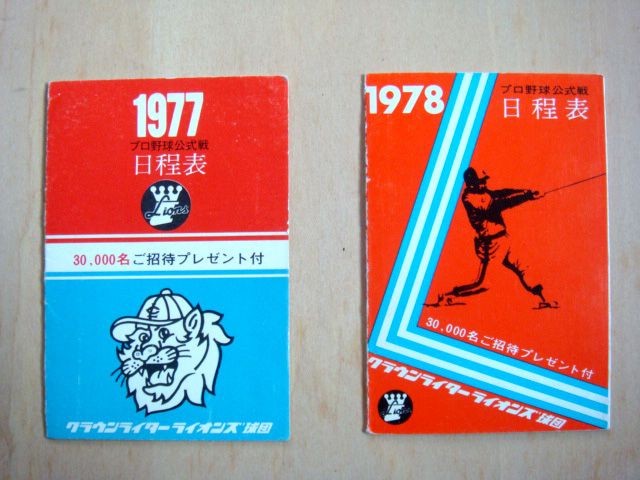 1977
プロ野球公式戦
日程表
Lions
30,000名ご招待プレゼント付
クラウンライターライオンズ球団
1978
プロ野球公式戦
日程表
30,000名ご招待プレゼント付
クラウンライターライオンズ球団
Lions